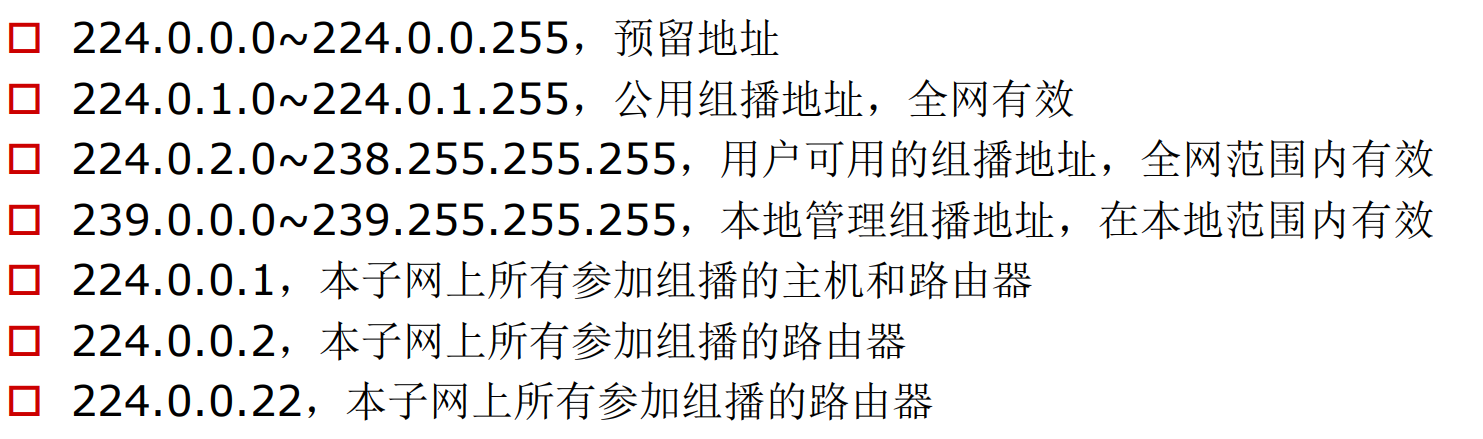 224.0.0.0~224.0.0.255，预留地址
224.0.1.0~224.0.1.255，公用组播地址，全网有效
224.0.2.0~238.255.255.255，用户可用的组播地址，全网范围内有效
239.0.0.0~239.255.255.255，本地管理组播地址，在本地范围内有效
224.0.0.1，本子网上所有参加组播的主机和路由器
224.0.0.2，本子网上所有参加组播的路由器
224.0.0.22，本子网上所有参加组播的路由器